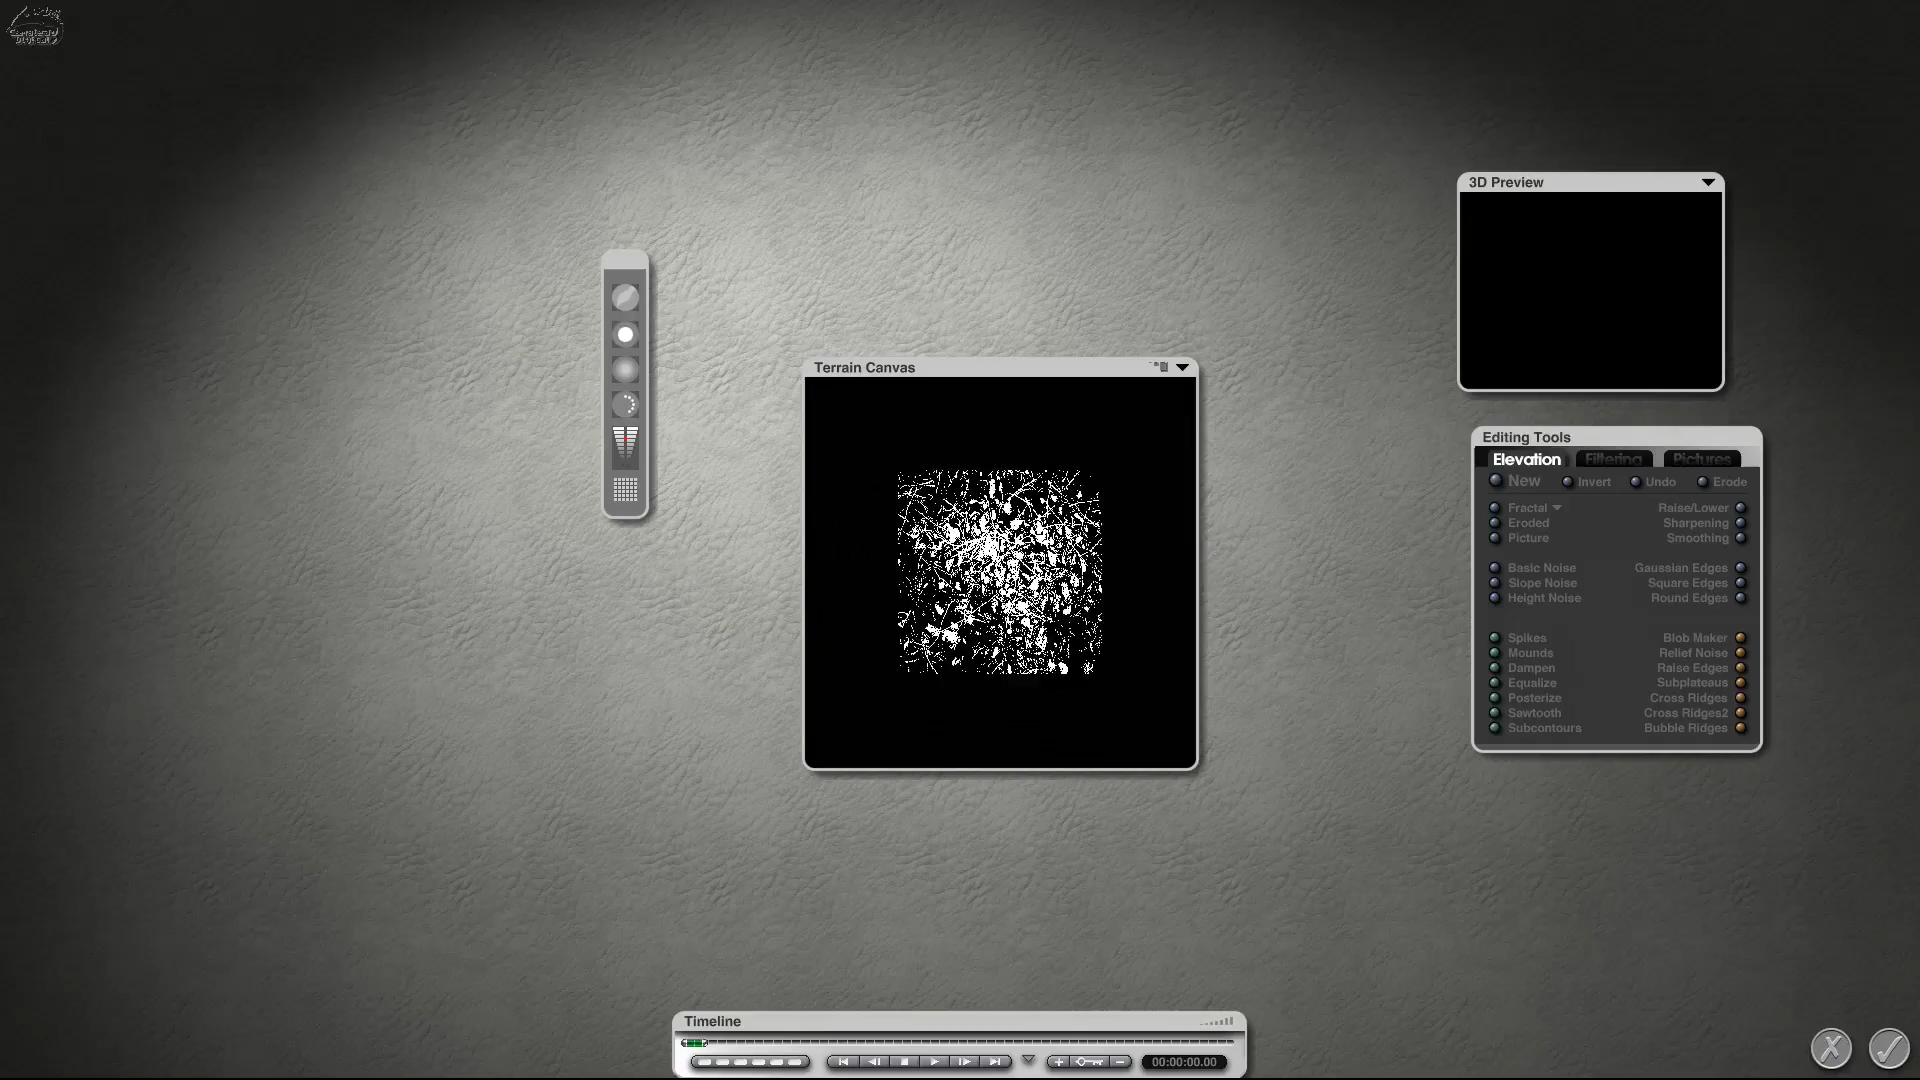 3D Preview
Terrain Canvas
Editing Tools
Elevation Filtering Pictures
New Invert Undo Erode
Fractal Raise/Lower
Eroded Sharpening
Picture Smoothing
Basic Noise Gaussian Edges
Slope Noise Square Edges
Height Noise Round Edges
Spikes Blob Maker
Mounds Relief Noise
Dampen Raise Edges
Equalize Subplateaus
Posterize Cross Ridges
Sawtooth Cross Ridges2
Subcontours Bubble Ridges
Timeline
00:00:00.00